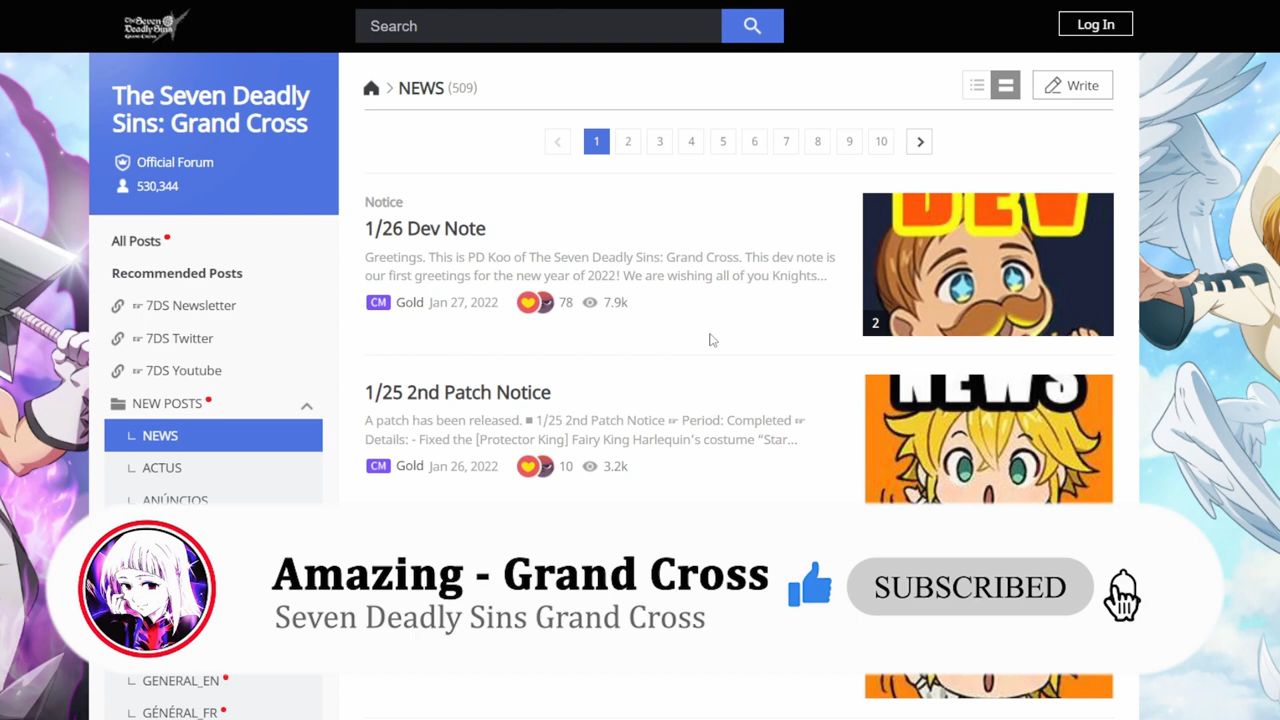 The Seven
Deadly Sins
Search
Log In
The Seven Deadly
Sins: Grand Cross
Official Forum
530,344
All Posts
Recommended Posts
☞ 7DS Newsletter
☞ 7DS Twitter
☞ 7DS Youtube
NEW POSTS
NEWS
ACTUS
ANÚNCIOS
GENERAL_EN
GÉNÉRAL_FR
NEWS (509)
Write
1 2 3 4 5 6 7 8 9 10
Notice
1/26 Dev Note
Greetings. This is PD Koo of The Seven Deadly Sins: Grand Cross. This dev note is
our first greetings for the new year of 2022! We are wishing all of you Knights...
CM Gold Jan 27, 2022 78 7.9k
DEV
2
1/25 2nd Patch Notice
A patch has been released. ■ 1/25 2nd Patch Notice ☞ Period: Completed ☞
Details: - Fixed the [Protector King] Fairy King Harlequin's costume "Star...
CM Gold Jan 26, 2022 10 3.2k
NEWS
Amazing - Grand Cross
Seven Deadly Sins Grand Cross
SUBSCRIBED